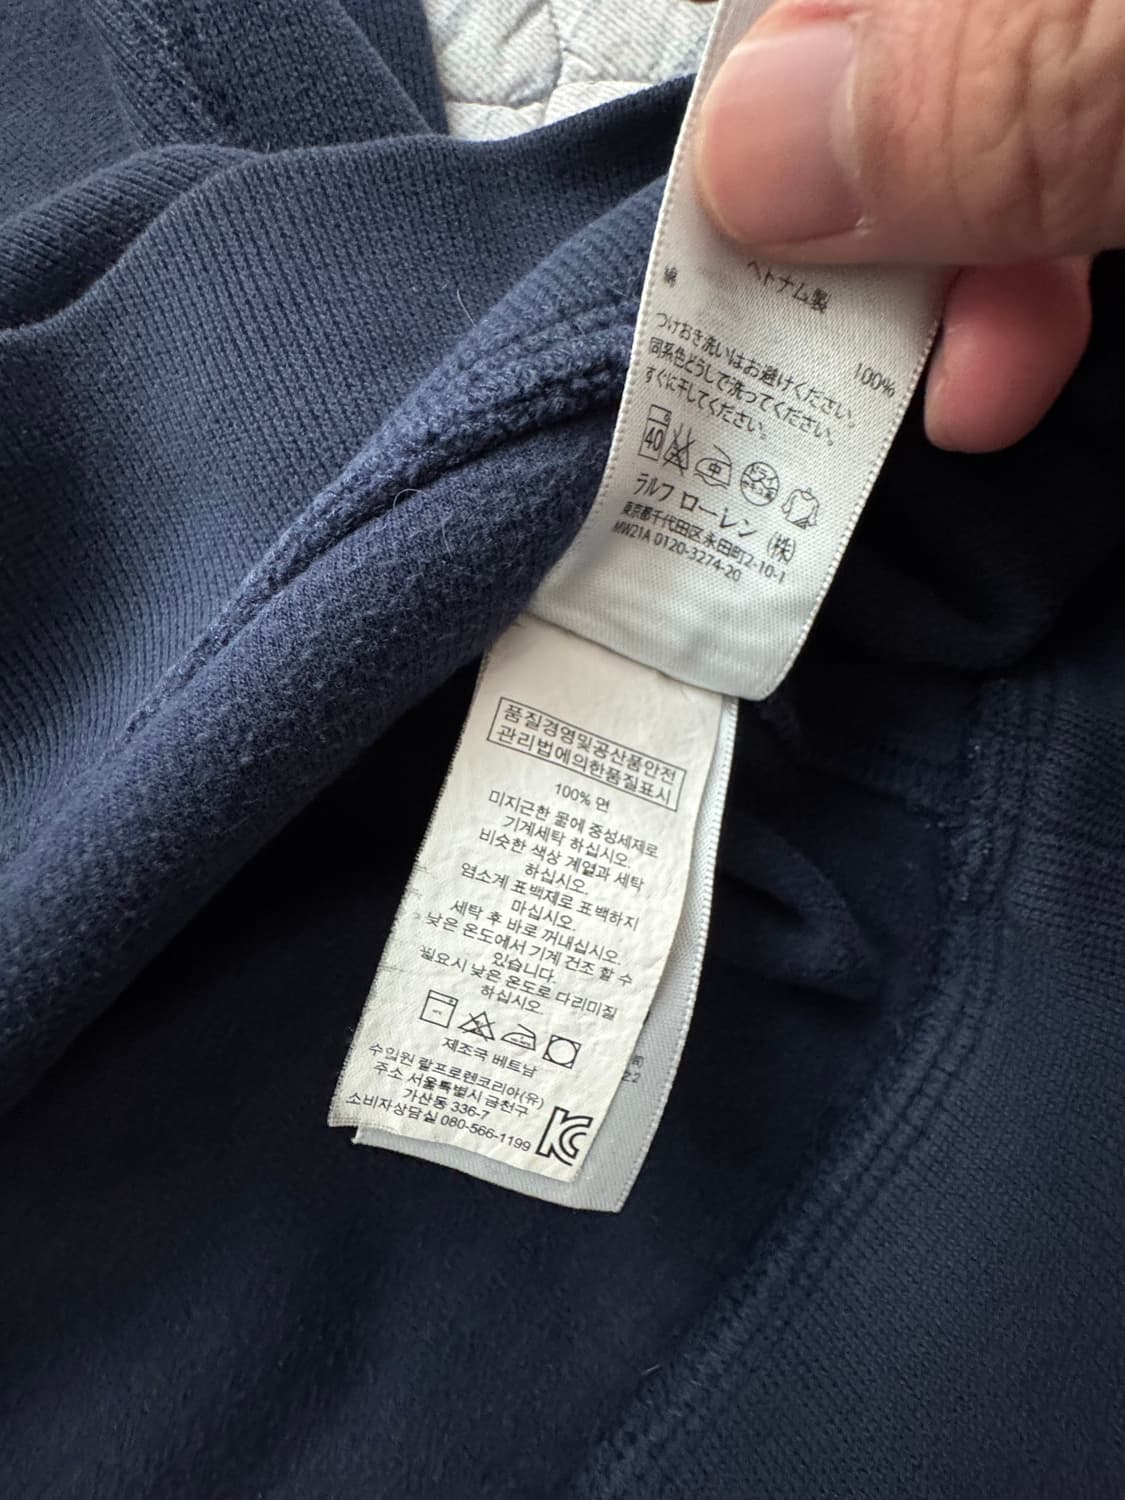 ベトナム製
綿 100%
つけおき洗いはお避けください。
同系色どうしで洗ってください。
すぐに干してください。
40 中 ドライ
ラルフ ローレン (株)
東京都千代田区永田町2-10-1
MW21A 0120-3274-20
품질경영및공산품안전
관리법에의한품질표시
100% 면
미지근한 물에 중성세제로
기계세탁 하십시오.
비슷한 색상 계열과 세탁
하십시오.
염소계 표백제로 표백하지
마십시오.
세탁 후 바로 꺼내십시오.
낮은 온도에서 기계 건조 할 수
있습니다.
필요시 낮은 온도로 다리미질
하십시오.
제조국 베트남
수입원 랄프로렌코리아(유)
주소 서울특별시 금천구
가산동 336-7
소비자상담실 080-566-1199
KC
22